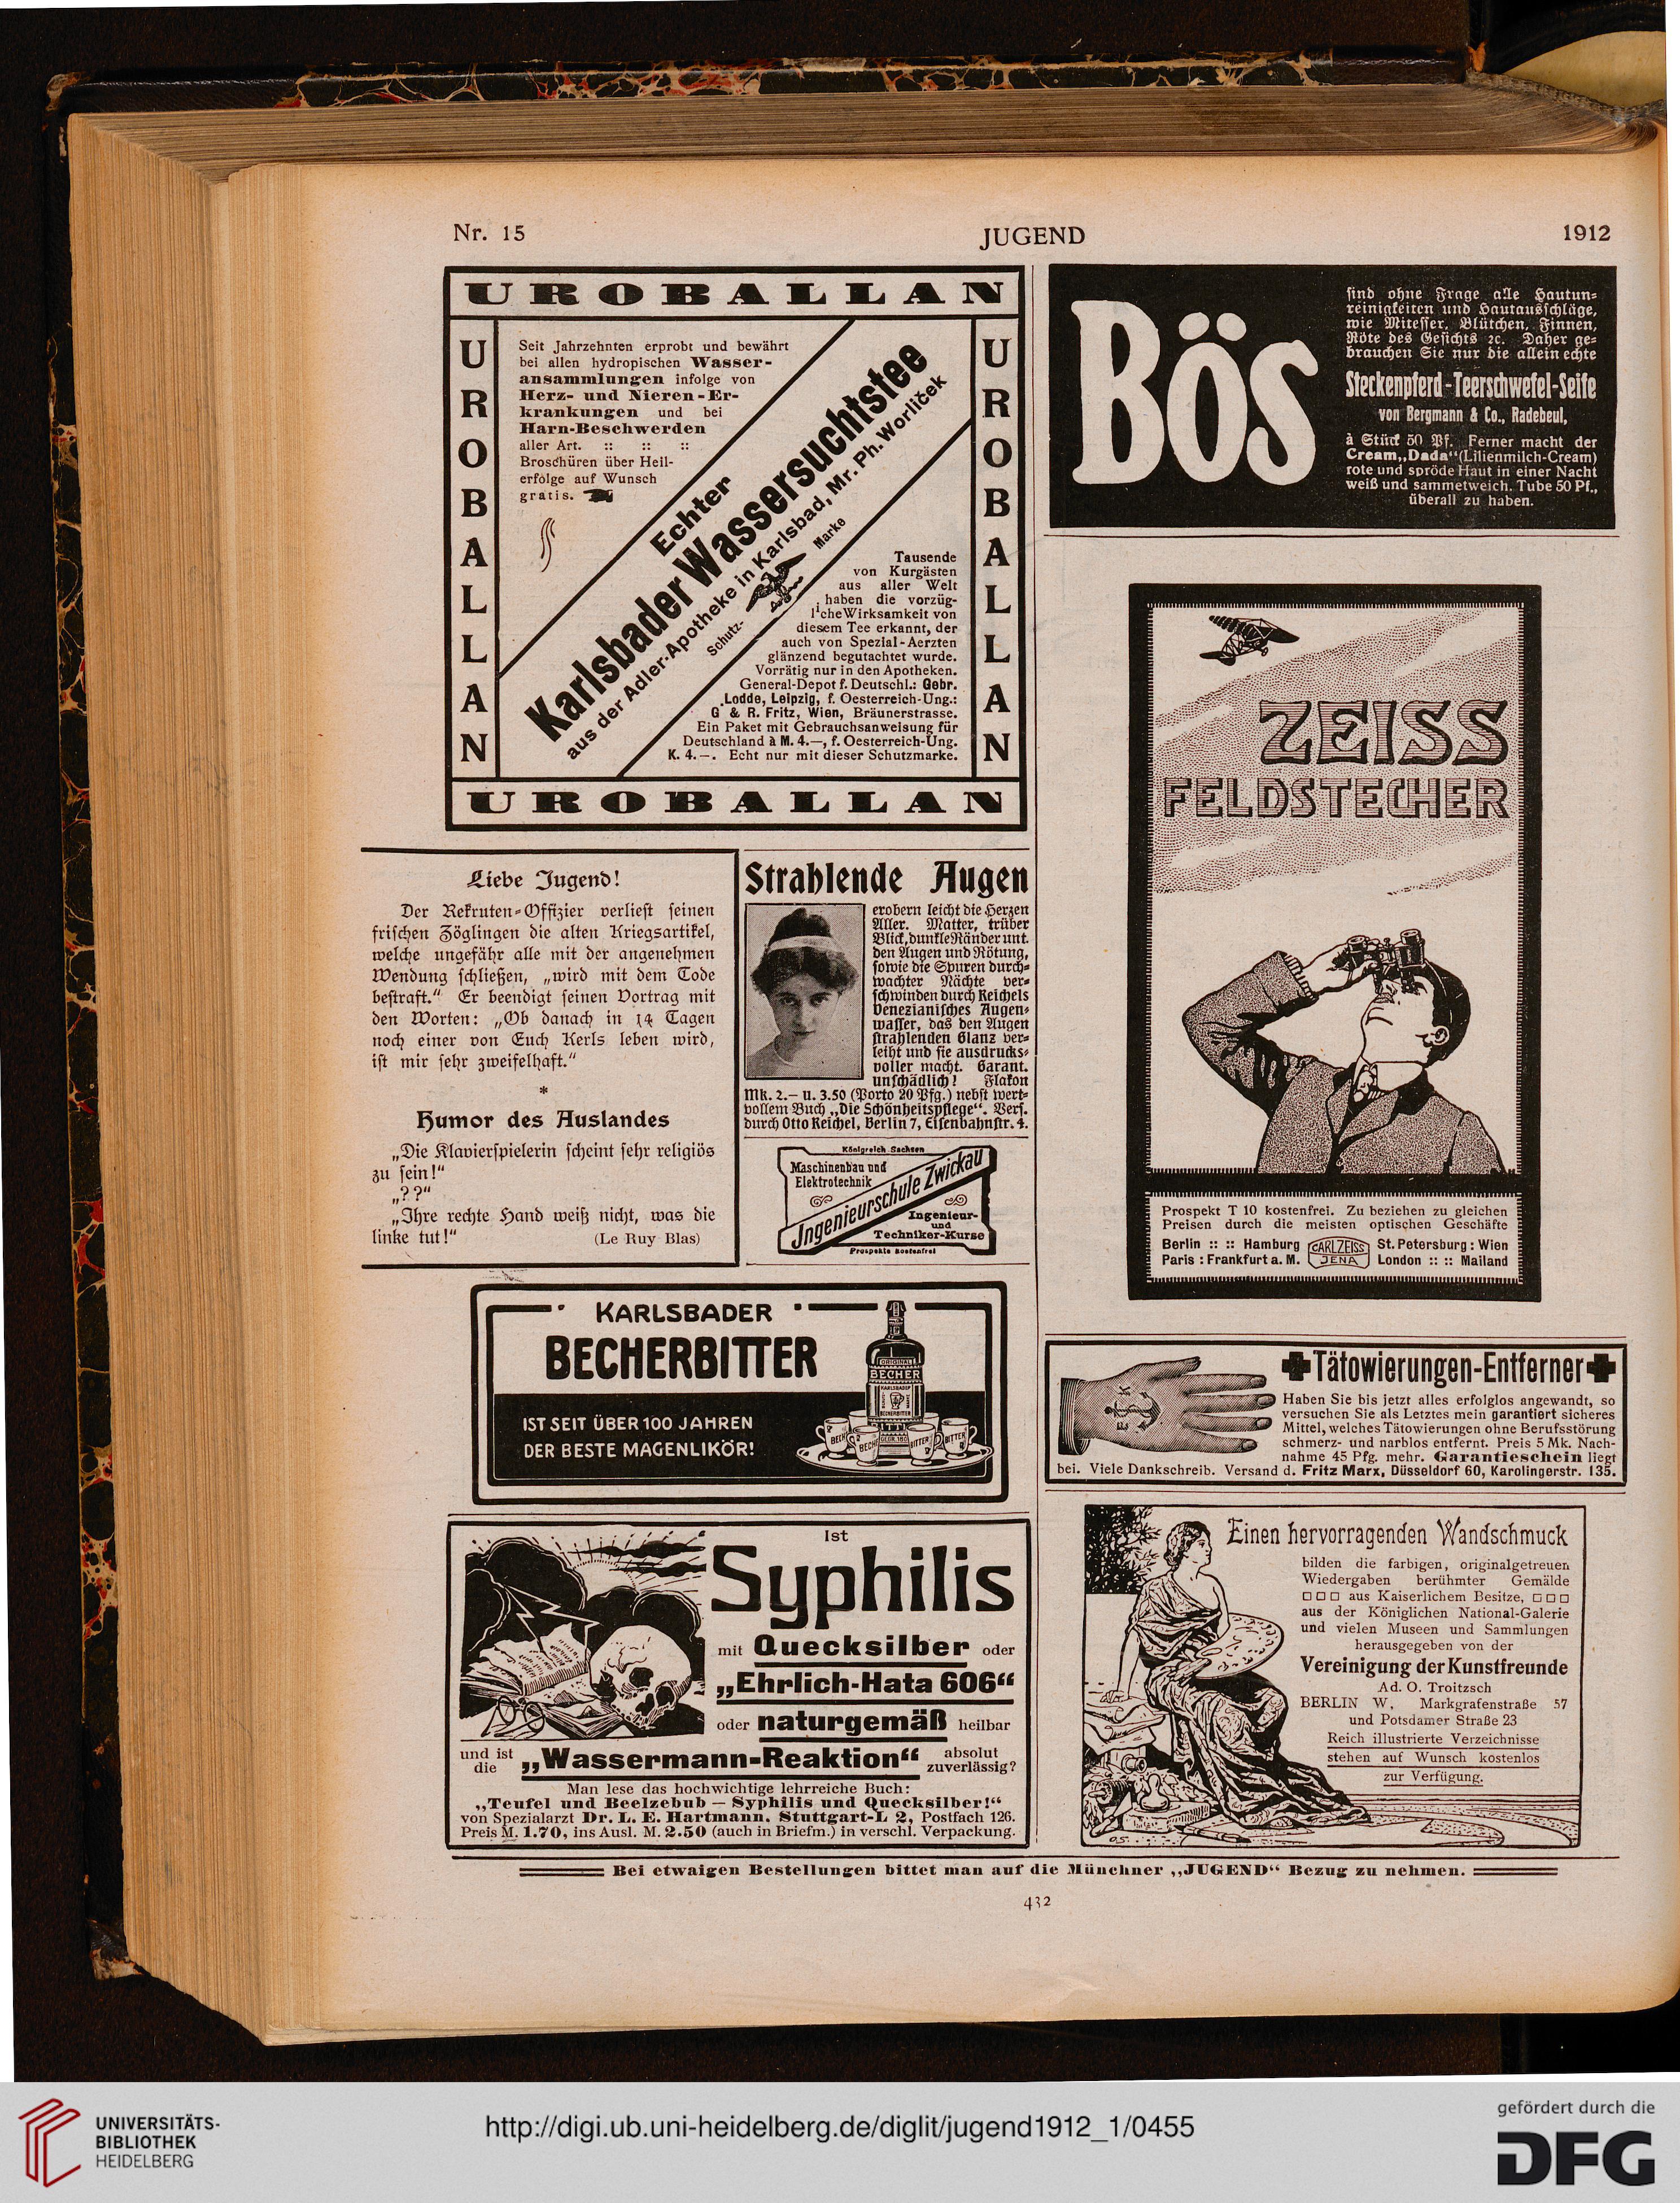 Nr. 15
JUGEND
1912
UROBALLAN
UROBALLAN
Seit Jahrzehnten erprobt und bewährt
bei allen hydropischen Wasser-
ansammlungen infolge von
Herz- und Nieren-Er-
krankungen und bei
Harn-Beschwerden
aller Art. :: :: ::
Broschüren über Heil-
erfolge auf Wunsch
gratis.
Echter
Karlsbader Wassersuchtstee
aus der Adler-Apotheke in Karlsbad, Mr. Ph. Worliček
Schutz- Marke
Tausende
von Kurgästen
aus aller Welt
haben die vorzüg-
liche Wirksamkeit von
diesem Tee erkannt, der
auch von Spezial-Aerzten
glänzend begutachtet wurde.
Vorrätig nur in den Apotheken.
General-Depot f. Deutschl.: Gebr.
Lodde, Leipzig, f. Oesterreich-Ung.:
G & R. Fritz, Wien, Bräunerstrasse.
Ein Paket mit Gebrauchsanweisung für
Deutschland à M. 4.—, f. Oesterreich-Ung.
K. 4.—. Echt nur mit dieser Schutzmarke.
UROBALLAN
UROBALLAN
Liebe Jugend!
Der Rekruten-Offizier verliest seinen
frischen Zöglingen die alten Kriegsartikel,
welche ungefähr alle mit der angenehmen
Wendung schließen, „wird mit dem Tode
bestraft.“ Er beendigt seinen Vortrag mit
den Worten: „Ob danach in 14 Tagen
noch einer von Euch Kerls leben wird,
ist mir sehr zweifelhaft.“
*
Humor des Auslandes
„Die Klavierspielerin scheint sehr religiös
zu sein!“
„??“
„Ihre rechte Hand weiß nicht, was die
linke tut!“ (Le Ruy Blas)
Strahlende Augen
erobern leicht die Herzen
Aller. Matter, trüber
Blick, dunkle Ränder unt.
den Augen und Rötung,
sowie die Spuren durch-
wachter Nächte ver-
schwinden durch Reichels
Venezianisches Augen-
wasser, das den Augen
strahlenden Glanz ver-
leiht und sie ausdrucks-
voller macht. Garant.
unschädlich! Flakon
Mk. 2.— u. 3.50 (Porto 20 Pfg.) nebst wert-
vollem Buch „Die Schönheitspflege“. Vers.
durch Otto Reichel, Berlin 7, Eisenbahnstr. 4.
Königreich Sachsen
Maschinenbau und
Elektrotechnik
Ingenieurschule Zwickau
Ingenieur-
und
Techniker-Kurse
Prospekte kostenfrei
KARLSBADER
BECHERBITTER
IST SEIT ÜBER 100 JAHREN
DER BESTE MAGENLIKÖR!
ORIGINAL
BECHER
KARLSBADER
BECHERBITTER
Ist
Syphilis
mit Quecksilber oder
„Ehrlich-Hata 606“
oder naturgemäß heilbar
und ist die „Wassermann-Reaktion“ absolut zuverlässig?
Man lese das hochwichtige lehrreiche Buch:
„Teufel und Beelzebub — Syphilis und Quecksilber!“
von Spezialarzt Dr. L. E. Hartmann, Stuttgart-L 2, Postfach 126.
Preis M. 1.70, ins Ausl. M. 2.50 (auch in Briefm.) in verschl. Verpackung.
Bös
sind ohne Frage alle Hautun-
reinigkeiten und Hautausschläge,
wie Mitesser, Blütchen, Finnen,
Röte des Gesichts 2c. Daher ge-
brauchen Sie nur die allein echte
Steckenpferd-Teerschwefel-Seife
von Bergmann & Co., Radebeul,
à Stück 50 Pf. Ferner macht der
Cream „Dada“ (Lilienmilch-Cream)
rote und spröde Haut in einer Nacht
weiß und sammetweich. Tube 50 Pf.,
überall zu haben.
ZEISS
FELDSTECHER
Prospekt T 10 kostenfrei. Zu beziehen zu gleichen
Preisen durch die meisten optischen Geschäfte
Berlin :: :: Hamburg CARL ZEISS St. Petersburg : Wien
Paris : Frankfurt a. M. JENA London :: :: Mailand
Tätowierungen-Entferner
E K
Haben Sie bis jetzt alles erfolglos angewandt, so
versuchen Sie als Letztes mein garantiert sicheres
Mittel, welches Tätowierungen ohne Berufsstörung
schmerz- und narblos entfernt. Preis 5 Mk. Nach-
nahme 45 Pfg. mehr. Garantieschein liegt
bei. Viele Dankschreib. Versand d. Fritz Marx, Düsseldorf 60, Karolingerstr. 135.
Einen hervorragenden Wandschmuck
bilden die farbigen, originalgetreuen
Wiedergaben berühmter Gemälde
□□□ aus Kaiserlichem Besitze, □□□
aus der Königlichen National-Galerie
und vielen Museen und Sammlungen
herausgegeben von der
Vereinigung der Kunstfreunde
Ad. O. Troitzsch
BERLIN W, Markgrafenstraße 57
und Potsdamer Straße 23
Reich illustrierte Verzeichnisse
stehen auf Wunsch kostenlos
zur Verfügung.
O.S.
Bei etwaigen Bestellungen bittet man auf die Münchner „JUGEND“ Bezug zu nehmen.
432
UNIVERSITÄTS-
BIBLIOTHEK
HEIDELBERG
http://digi.ub.uni-heidelberg.de/diglit/jugend1912_1/0455
gefördert durch die
DFG